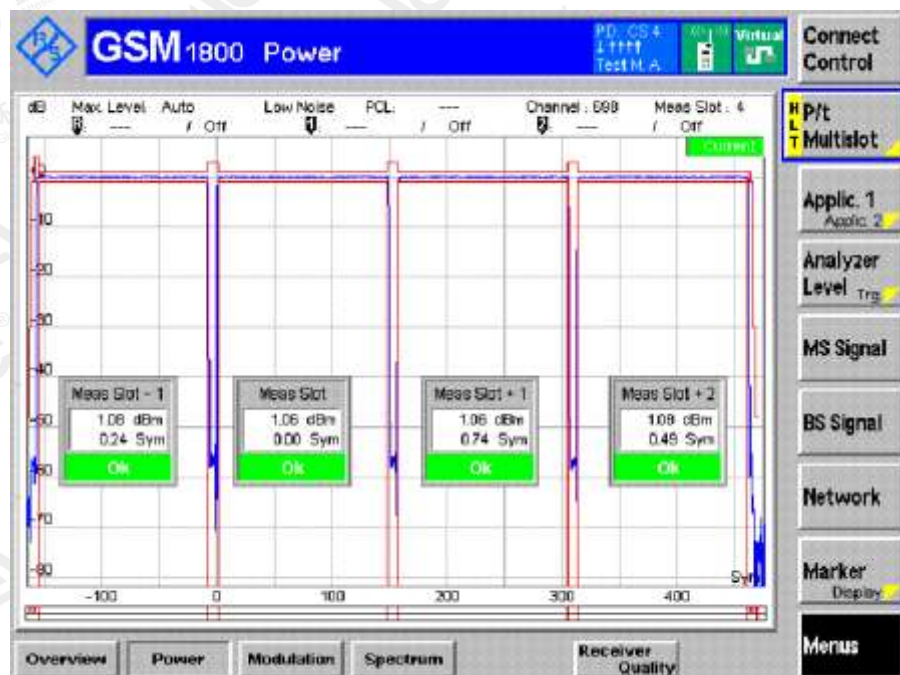 GSM 1800 Power
PD: CS 4
Test M. A.
Virtual
Connect Control
dB Max. Level: Auto Low Noise PCL: --- Channel : 698 Meas Slot : 4
--- / Off --- / Off --- / Off
Current
P/t Multislot
HLT
Applic. 1
Applic. 2
Analyzer Level Trg.
MS Signal
BS Signal
Network
Marker
Display
Menus
-10
-20
-30
-40
-50
-60
-70
-80
Meas Slot - 1
1.08 dBm
0.24 Sym
Ok
Meas Slot
1.06 dBm
0.00 Sym
Ok
Meas Slot + 1
1.06 dBm
0.74 Sym
Ok
Meas Slot + 2
1.09 dBm
0.49 Sym
Ok
Sym
-100 0 100 200 300 400
Overview Power Modulation Spectrum Receiver Quality